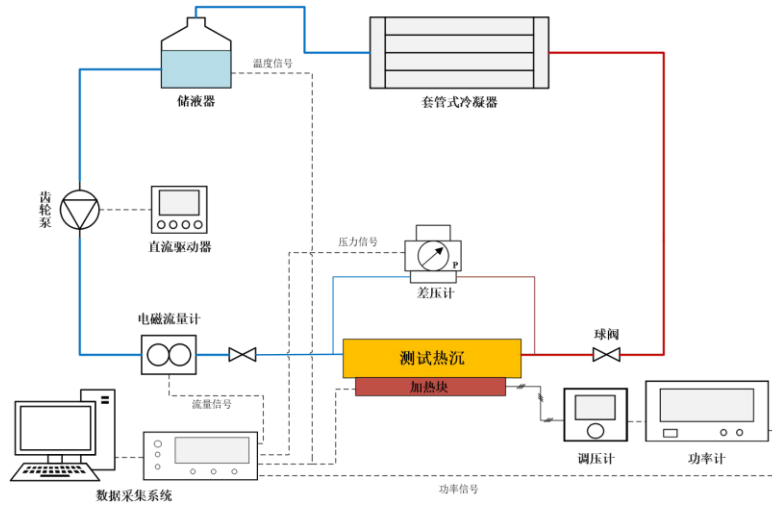 温度信号
储液器
套管式冷凝器
齿轮泵
直流驱动器
压力信号
P
差压计
电磁流量计
球阀
测试热沉
加热块
流量信号
调压计
功率计
数据采集系统
功率信号